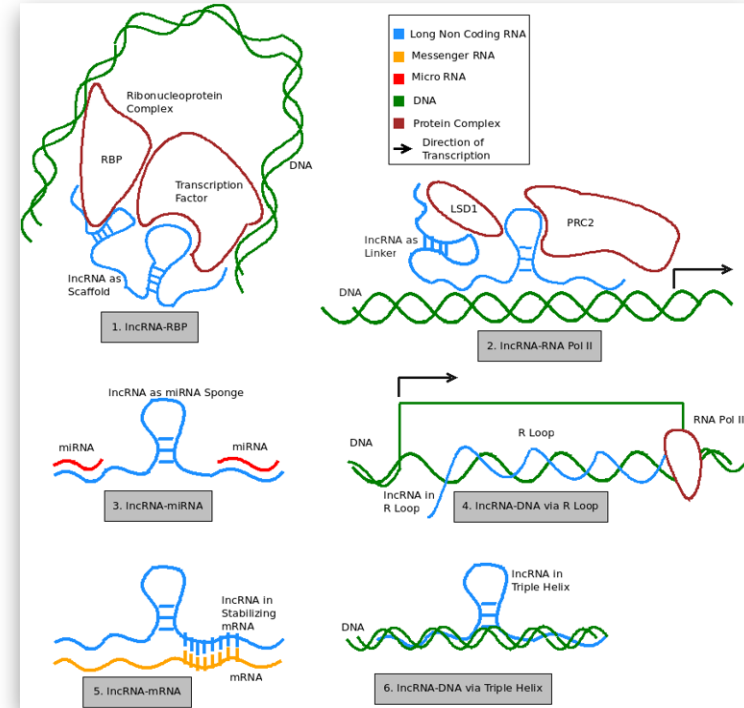 Long Non Coding RNA
Messenger RNA
Micro RNA
DNA
Protein Complex
Direction of
Transcription
Ribonucleoprotein
Complex
RBP
DNA
Transcription
Factor
lncRNA as
Scaffold
1. lncRNA-RBP
LSD1
PRC2
lncRNA as
Linker
DNA
2. lncRNA-RNA Pol II
lncRNA as miRNA Sponge
miRNA
miRNA
3. lncRNA-miRNA
RNA Pol II
R Loop
DNA
lncRNA in
R Loop
4. lncRNA-DNA via R Loop
lncRNA in
Stabilizing
mRNA
mRNA
5. lncRNA-mRNA
lncRNA in
Triple Helix
DNA
6. lncRNA-DNA via Triple Helix